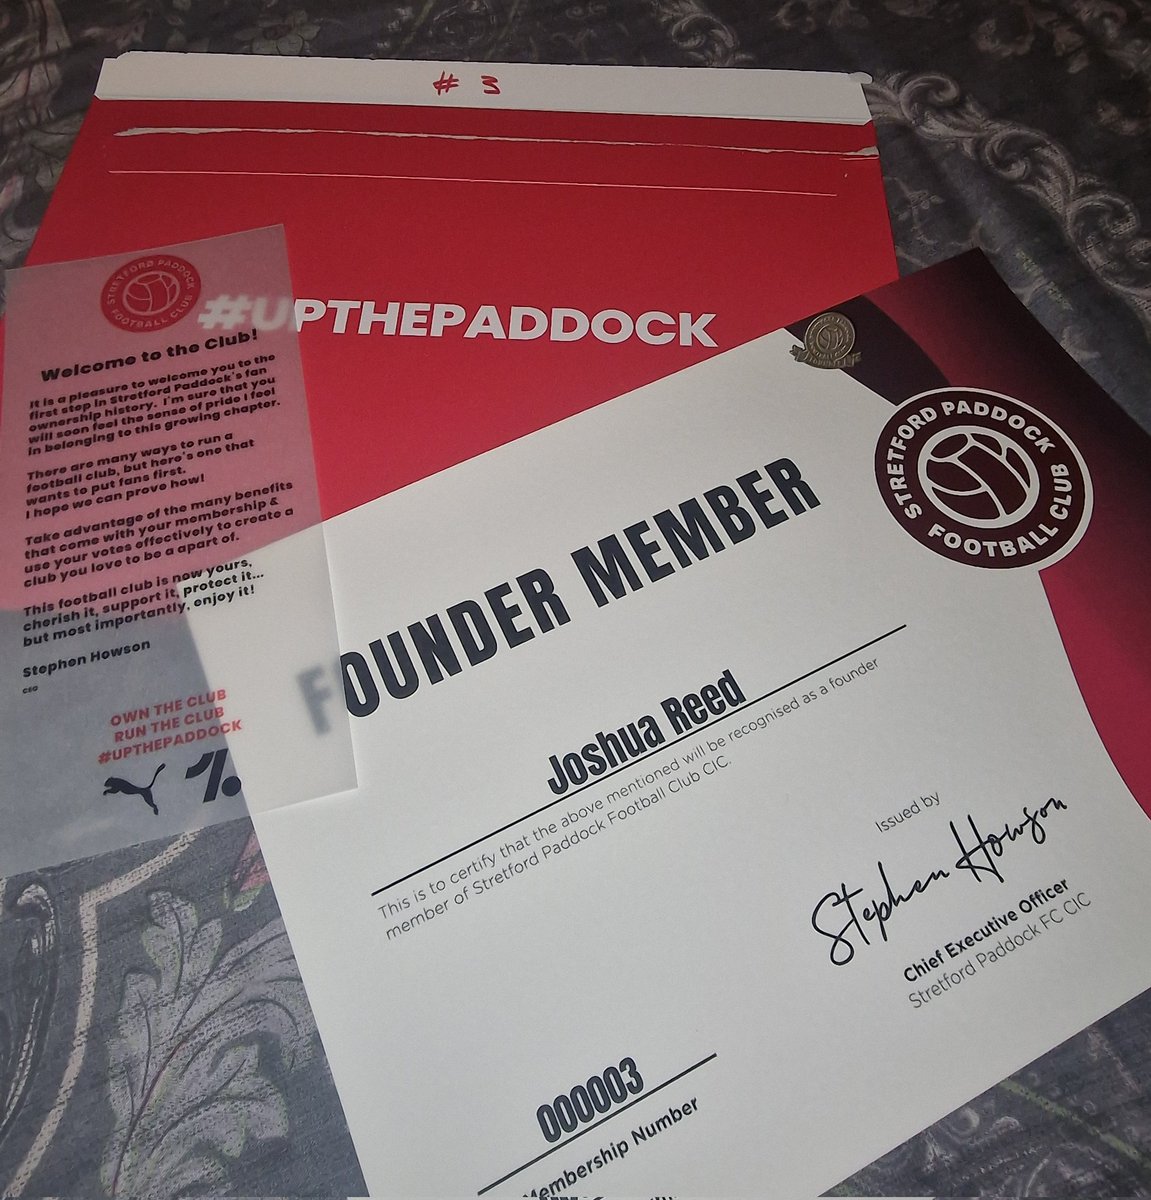 # 3
#UPTHEPADDOCK
STRETFORD PADDOCK
FOOTBALL CLUB
Welcome to the Club!
It is a pleasure to welcome you to the
first step in Stretford Paddock's fan
ownership history. I'm sure that you
will soon feel the sense of pride I feel
in belonging to this growing chapter.
There are many ways to run a
football club, but here's one that
wants to put fans first.
I hope we can prove how!
Take advantage of the many benefits
that come with your membership &
use your votes effectively to create a
club you love to be a apart of.
This football club is now yours,
cherish it, support it, protect it...
but most importantly, enjoy it!
Stephen Howson
CEO
OWN THE CLUB
RUN THE CLUB
#UPTHEPADDOCK
STRETFORD PADDOCK
FOOTBALL CLUB
FOUNDER MEMBER
Joshua Reed
This is to certify that the above mentioned will be recognised as a founder
member of Stretford Paddock Football Club CIC.
Issued by
Stephen Howson
Chief Executive Officer
Stretford Paddock FC CIC
000003
Membership Number